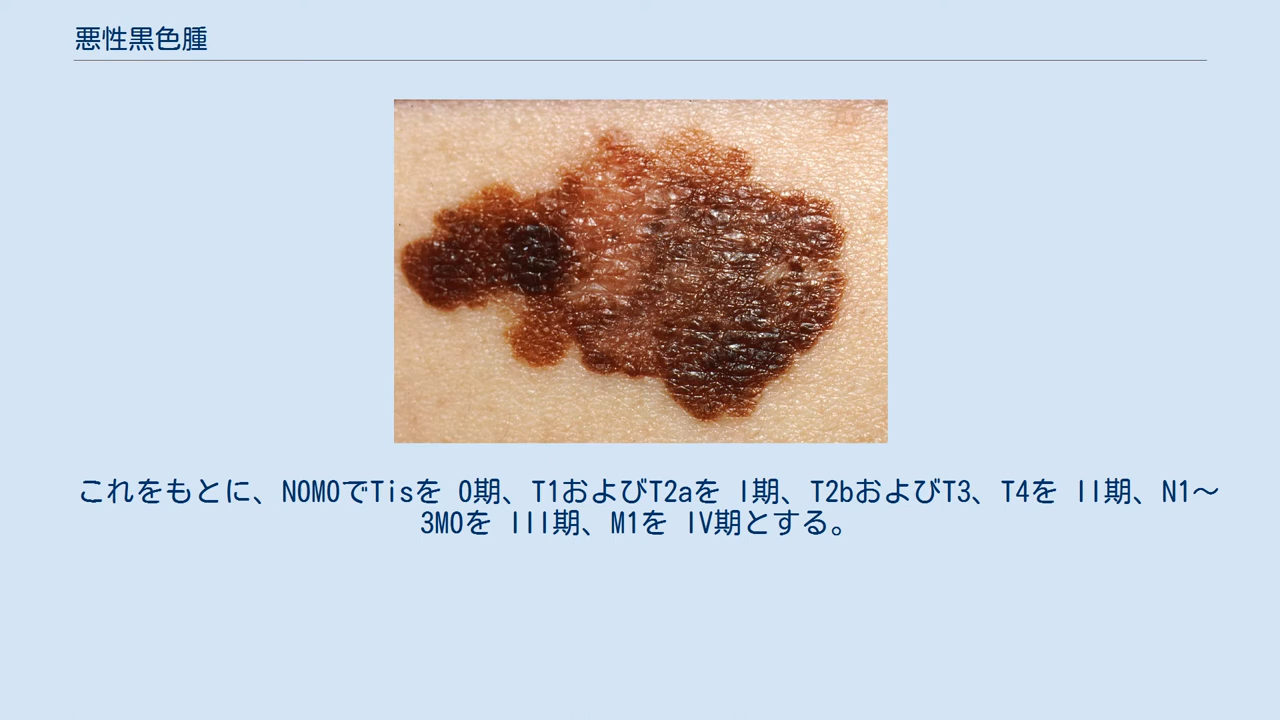 悪性黒色腫
これをもとに、N0M0でTisを 0期、T1およびT2aを I期、T2bおよびT3、T4を II期、N1〜
3M0を III期、M1を IV期とする。